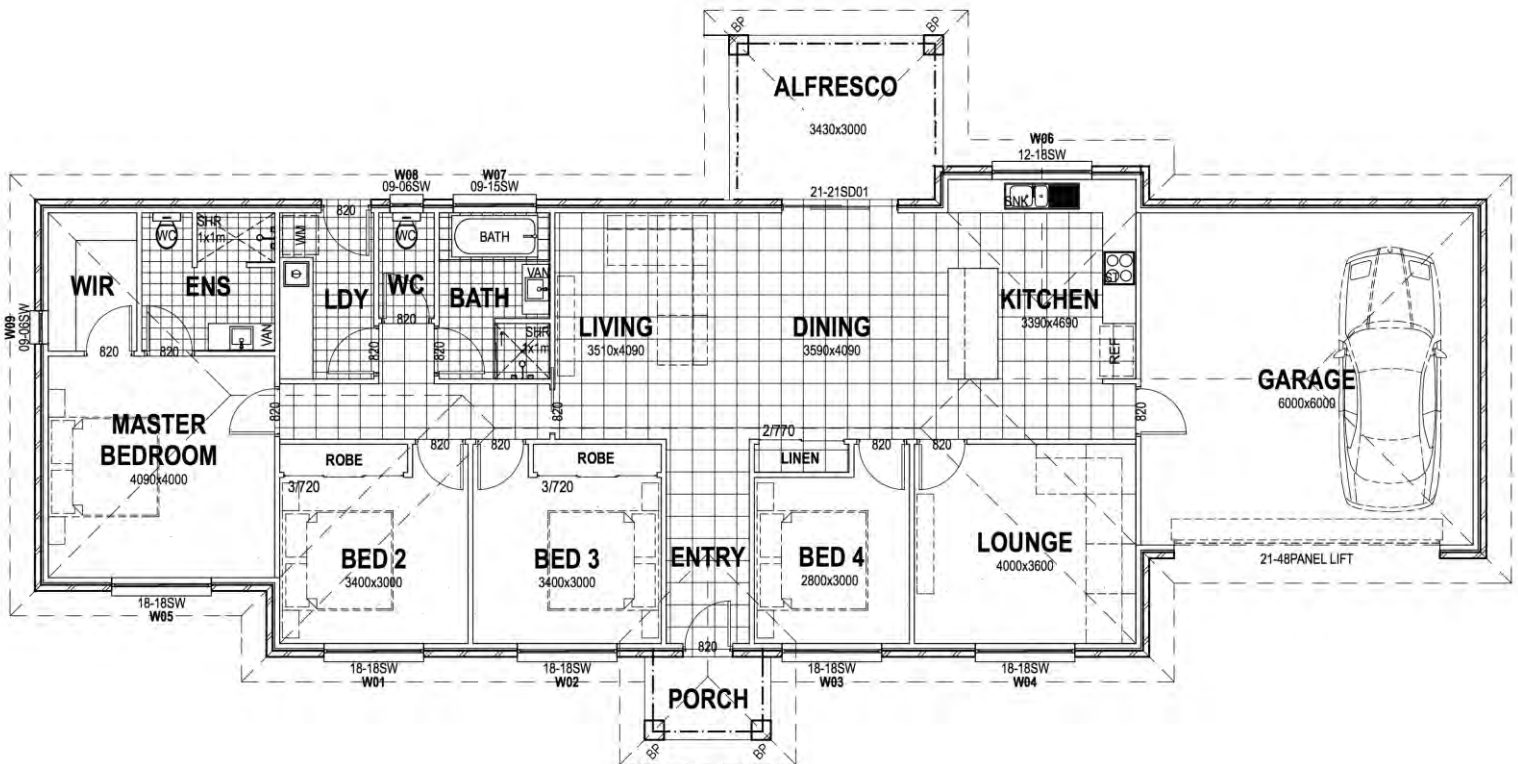 BP
BP
ALFRESCO
3430x3000
W06
12-18SW
W08
09-06SW
W07
09-15SW
21-21SD01
SNK
820
WC
SHR
1x1m
WM
WC
BATH
VAN
ST
WIR
ENS
LDY
WC
BATH
LIVING
3510x4090
DINING
3590x4090
KITCHEN
3390x4690
REF
W09
09-06SW
VAN
SHR
1x1m
820
820
820
820
820
GARAGE
6000x6000
MASTER
BEDROOM
4090x4000
820
820
820
820
820
820
820
2/770
ROBE
ROBE
LINEN
3/720
3/720
BED 2
3400x3000
BED 3
3400x3000
ENTRY
BED 4
2800x3000
LOUNGE
4000x3600
21-48PANEL LIFT
18-18SW
W05
820
18-18SW
W01
18-18SW
W02
18-18SW
W03
18-18SW
W04
PORCH
BP
BP